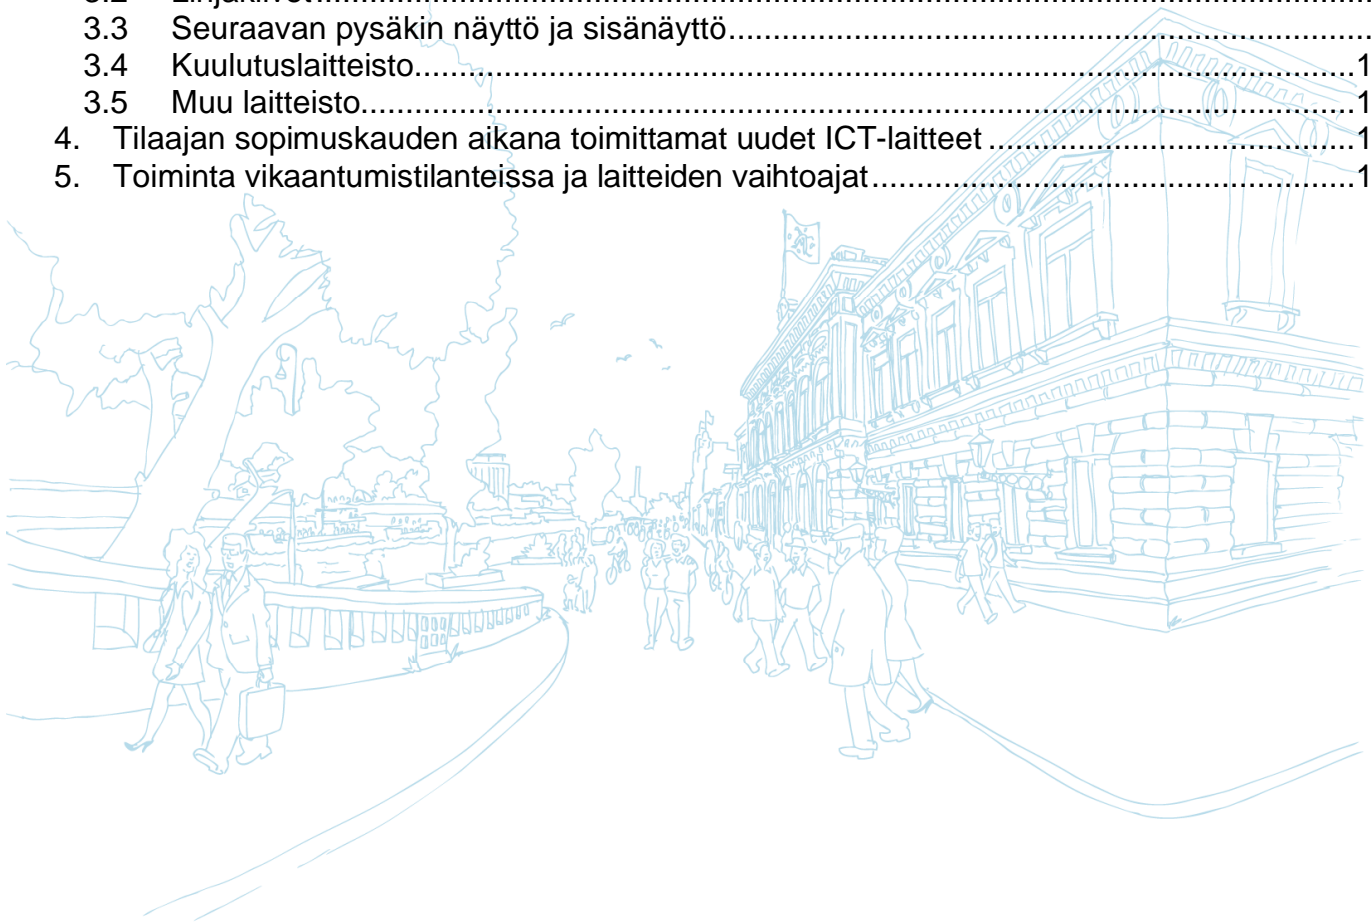 3.3 Seuraavan pysäkin näyttö ja sisänäyttö..............................................................................
3.4 Kuulutuslaitteisto..........................................................................................................1
3.5 Muu laitteisto................................................................................................................1
4. Tilaajan sopimuskauden aikana toimittamat uudet ICT-laitteet .........................................1
5. Toiminta vikaantumistilanteissa ja laitteiden vaihtoajat......................................................1